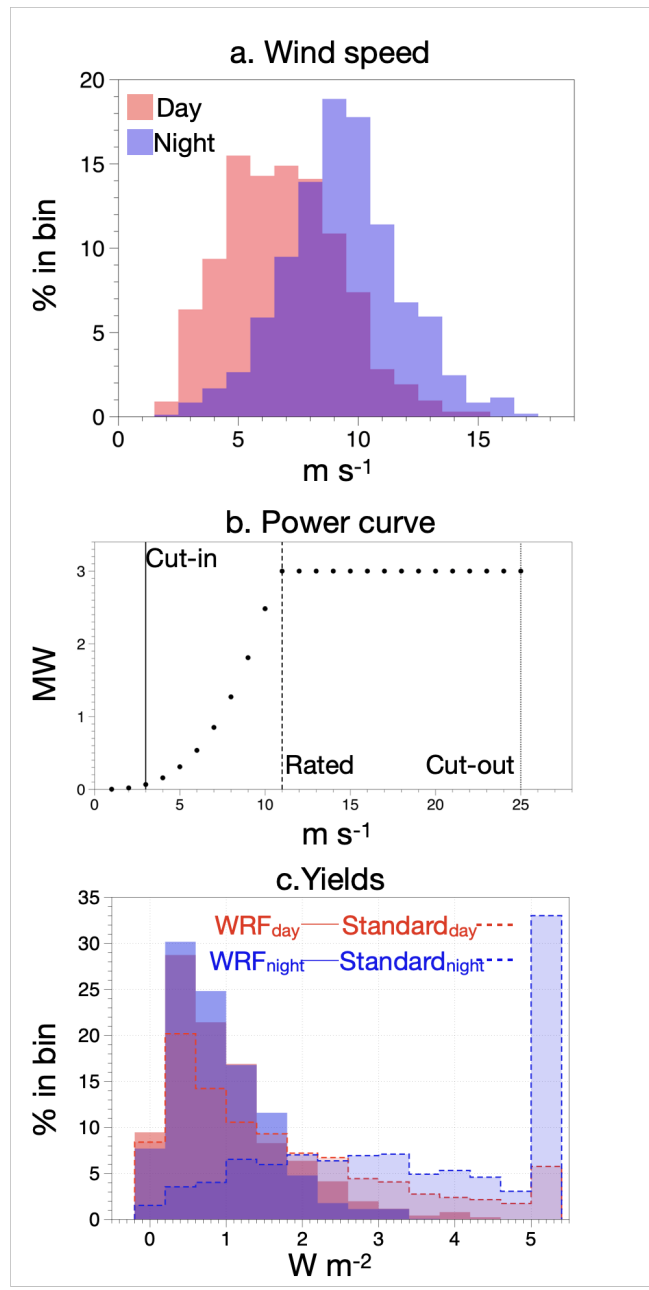 a. Wind speed
20
Day
Night
15
10
5
0
% in bin
0 5 10 15
m s-1
b. Power curve
Cut-in
3
2
1
0
MW
Rated Cut-out
0 5 10 15 20 25
m s-1
c.Yields
35
WRFday Standardday
30
WRFnight Standardnight
25
20
15
10
5
0
% in bin
0 1 2 3 4 5
W m-2